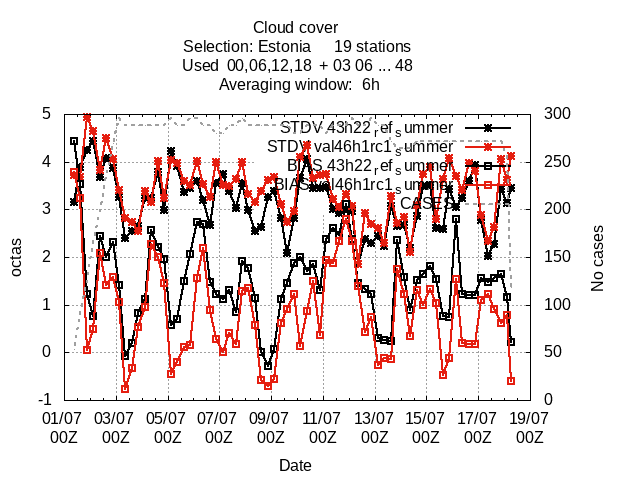 Cloud cover
Selection: Estonia 19 stations
Used 00,06,12,18 + 03 06 ... 48
Averaging window: 6h
octas
No cases
5
4
3
2
1
0
-1
300
250
200
150
100
50
0
STDV 43h22_ref_summer
STDV val46h1rc1_summer
BIAS 43h22_ref_summer
BIAS val46h1rc1_summer
CASES
01/07 03/07 05/07 07/07 09/07 11/07 13/07 15/07 17/07 19/07
00Z 00Z 00Z 00Z 00Z 00Z 00Z 00Z 00Z 00Z
Date